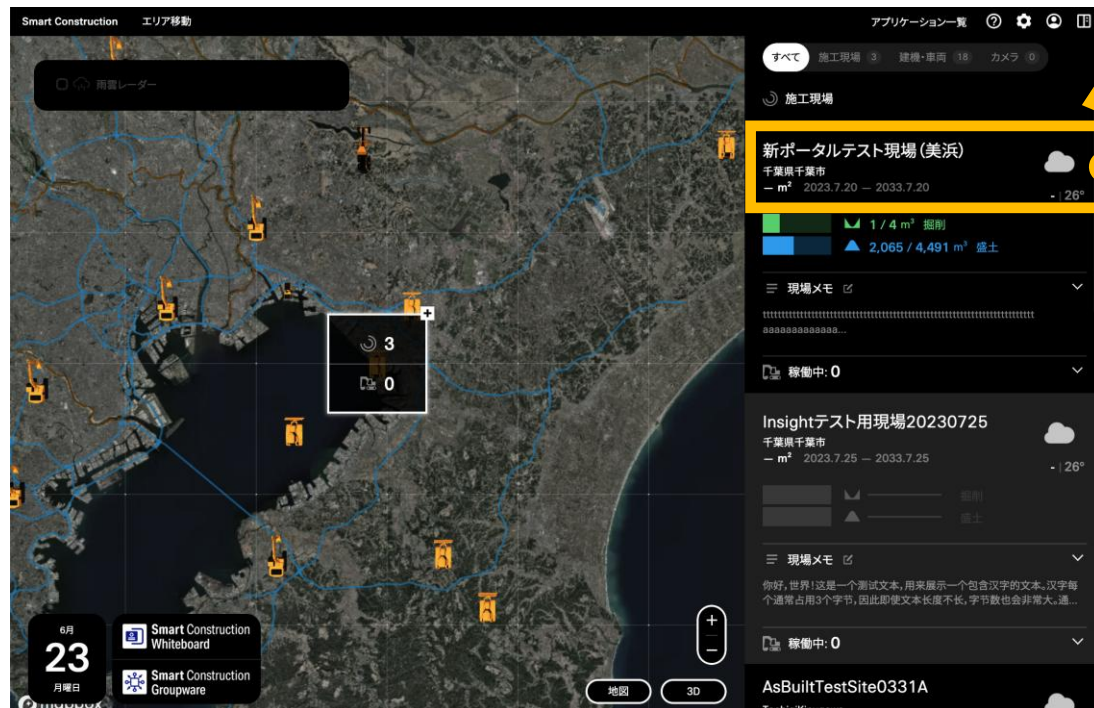 Smart Construction エリア移動 アプリケーション一覧
雨雲レーダー
すべて 施工現場 3 建機・車両 18 カメラ 0
施工現場
新ポータルテスト現場(美浜)
千葉県千葉市
— m² 2023.7.20 — 2033.7.20
- | 26°
1 / 4 m³ 掘削
2,065 / 4,491 m³ 盛土
現場メモ
aaaaaaaaaaaaa...
稼働中: 0
Insightテスト用現場20230725
千葉県千葉市
— m² 2023.7.25 — 2033.7.25
- | 26°
掘削
盛土
現場メモ
你好,世界!这是一个测试文本,用来展示一个包含汉字的文本。汉字每
个通常占用3个字节,因此即使文本长度不长,字节数也会非常大。通...
稼働中: 0
AsBuiltTestSite0331A
3
0
6月
23
月曜日
Smart Construction
Whiteboard
Smart Construction
Groupware
+
−
地図
3D
mapbox